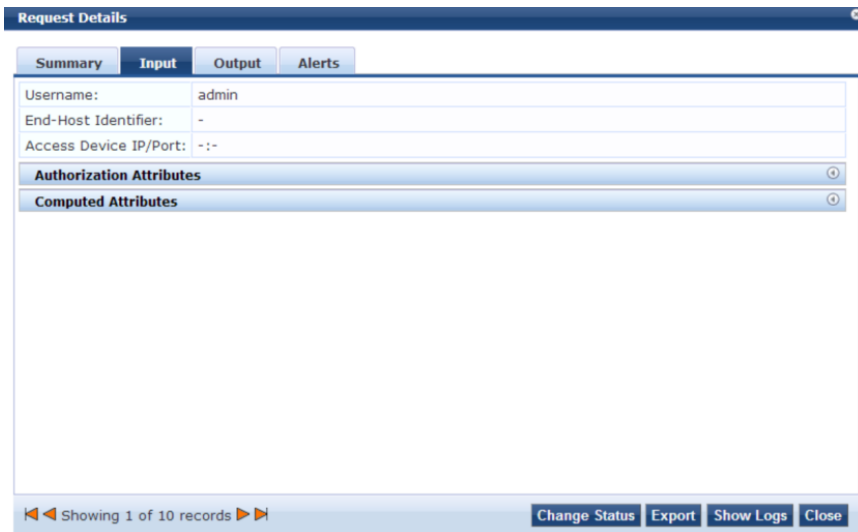 Request Details
Summary Input Output Alerts
Username: admin
End-Host Identifier: -
Access Device IP/Port: -:-
Authorization Attributes
Computed Attributes
Showing 1 of 10 records Change Status Export Show Logs Close